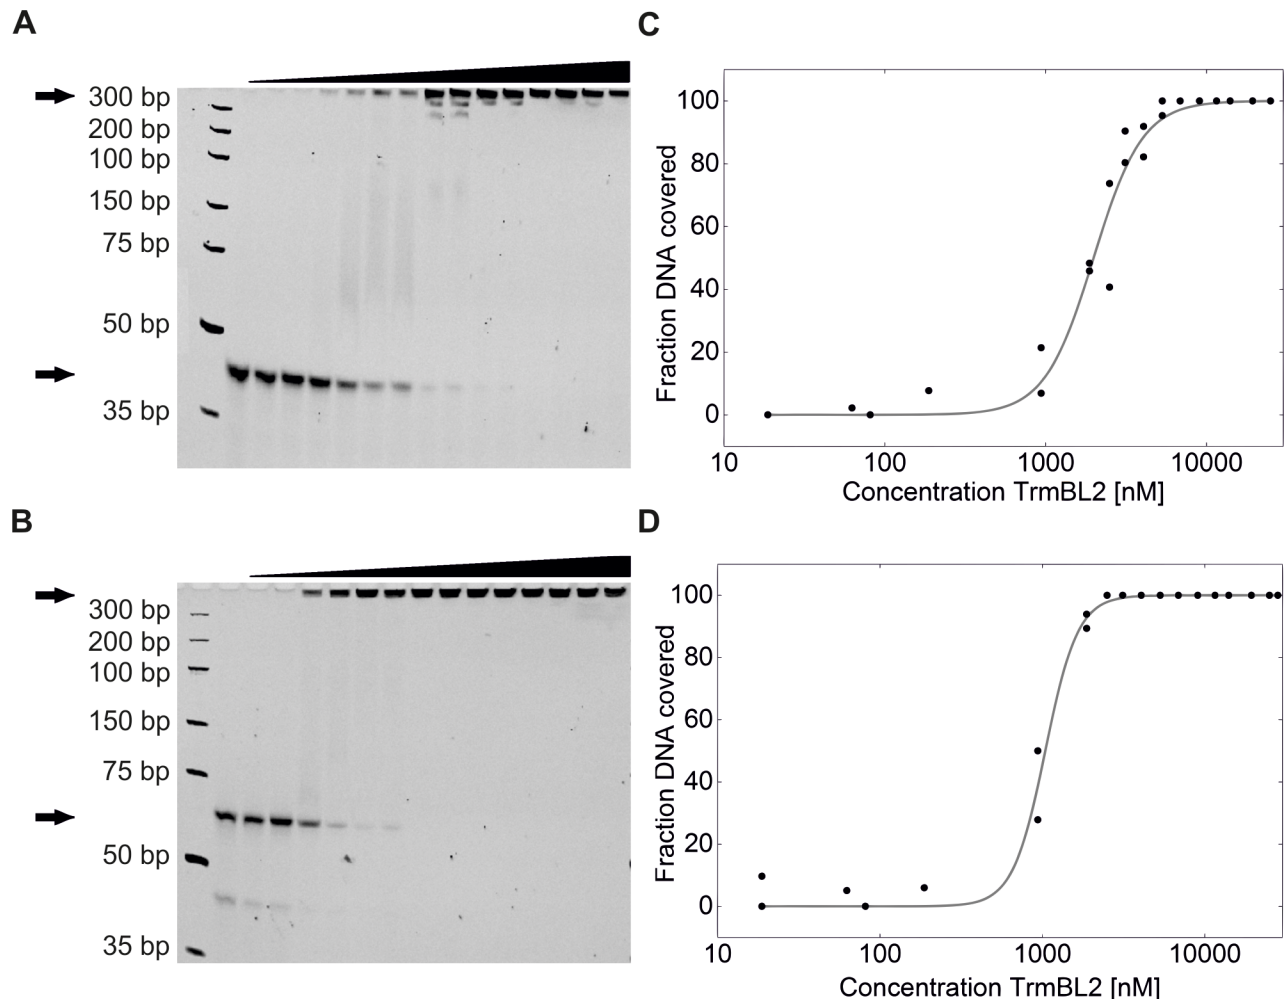 A
300 bp
200 bp
100 bp
150 bp
75 bp
50 bp
35 bp
C
Fraction DNA covered
100
80
60
40
20
0
10 100 1000 10000
Concentration TrmBL2 [nM]
B
300 bp
200 bp
100 bp
150 bp
75 bp
50 bp
35 bp
D
Fraction DNA covered
100
80
60
40
20
0
10 100 1000 10000
Concentration TrmBL2 [nM]